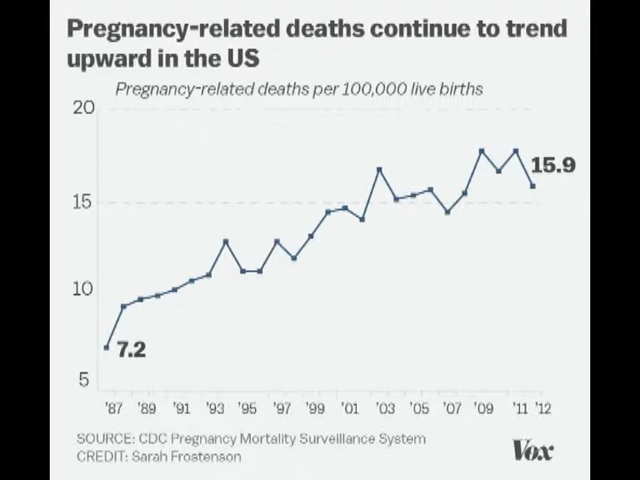 Pregnancy-related deaths continue to trend
upward in the US
Pregnancy-related deaths per 100,000 live births
20
15
10
5
15.9
7.2
'87 '89 '91 '93 '95 '97 '99 '01 '03 '05 '07 '09 '11 '12
SOURCE: CDC Pregnancy Mortality Surveillance System
CREDIT: Sarah Frostenson
Vox